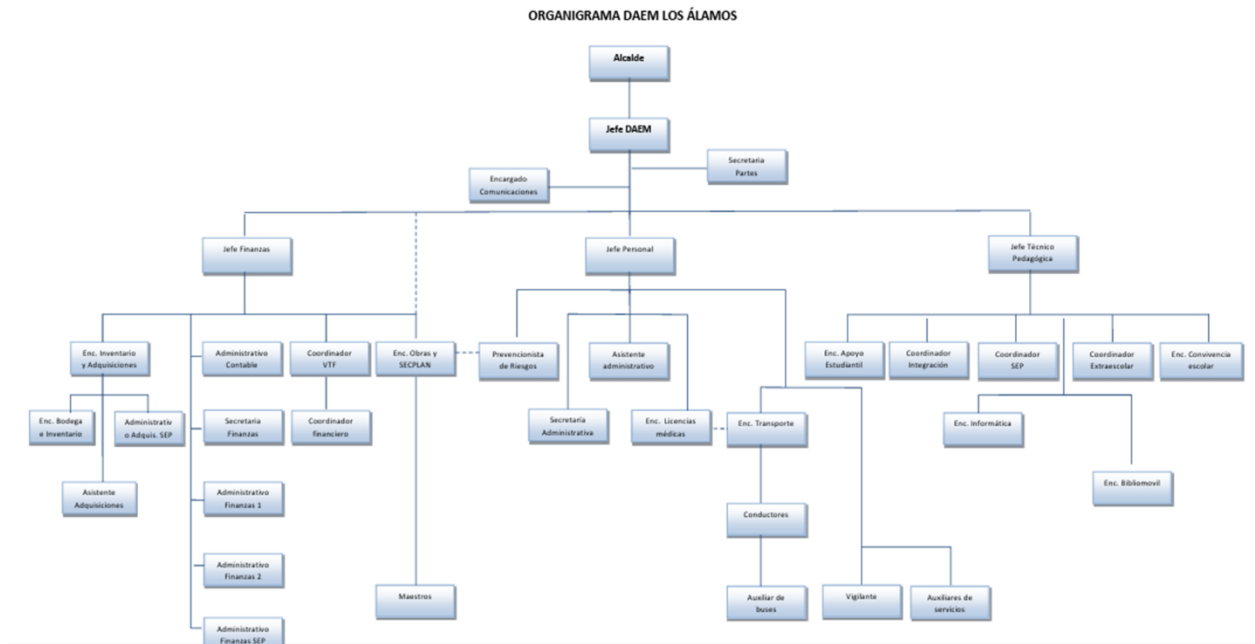 ORGANIGRAMA DAEM LOS ÁLAMOS
Alcalde
Jefe DAEM
Secretaria
Partes
Encargado
Comunicaciones
Jefe Finanzas
Jefe Personal
Jefe Técnico
Pedagógica
Enc. Inventario
y Adquisiciones
Administrativo
Contable
Coordinador
VTF
Enc. Obras y
SECPLAN
Prevencionista
de Riesgos
Asistente
administrativo
Enc. Apoyo
Estudiantil
Coordinador
Integración
Coordinador
SEP
Coordinador
Extraescolar
Enc. Convivencia
escolar
Enc. Bodega
e Inventario
Administrativ
o Adquis. SEP
Secretaria
Finanzas
Coordinador
financiero
Secretaría
Administrativa
Enc. Licencias
médicas
Enc. Transporte
Enc. Informática
Enc. Bibliomovil
Asistente
Adquisiciones
Administrativo
Finanzas 1
Conductores
Administrativo
Finanzas 2
Maestros
Auxiliar de
buses
Vigilante
Auxiliares de
servicios
Administrativo
Finanzas SEP